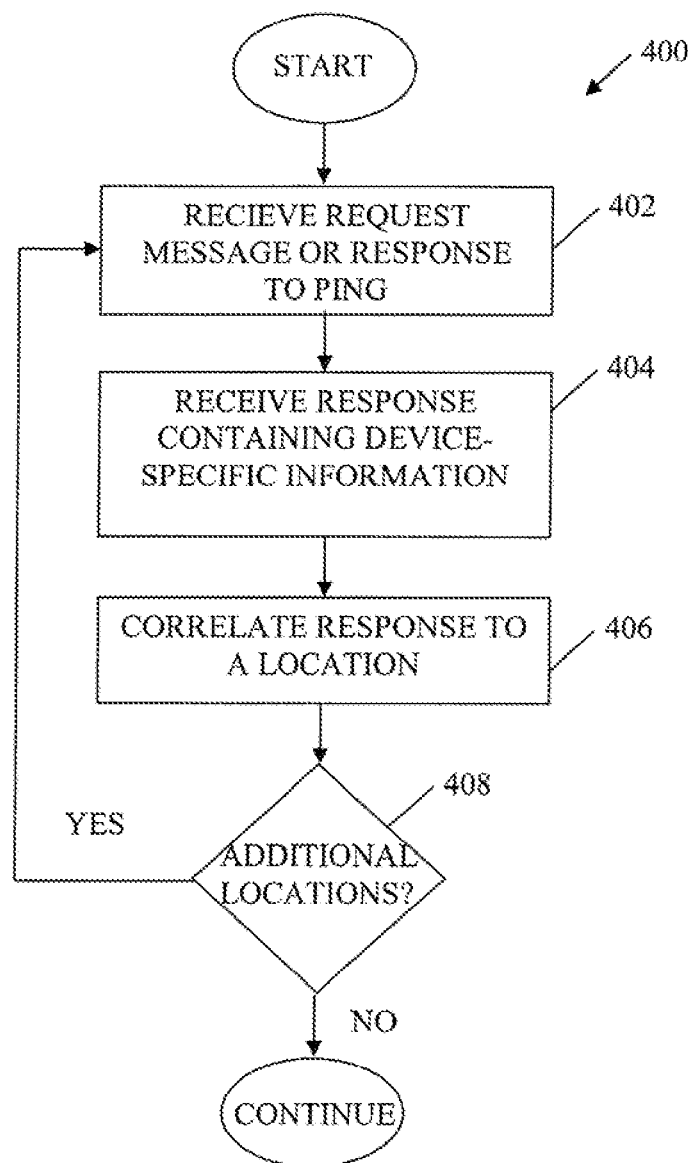 START
400
RECIEVE REQUEST
MESSAGE OR RESPONSE
TO PING
402
RECEIVE RESPONSE
CONTAINING DEVICE-
SPECIFIC INFORMATION
404
CORRELATE RESPONSE TO
A LOCATION
406
408
YES
ADDITIONAL
LOCATIONS?
NO
CONTINUE